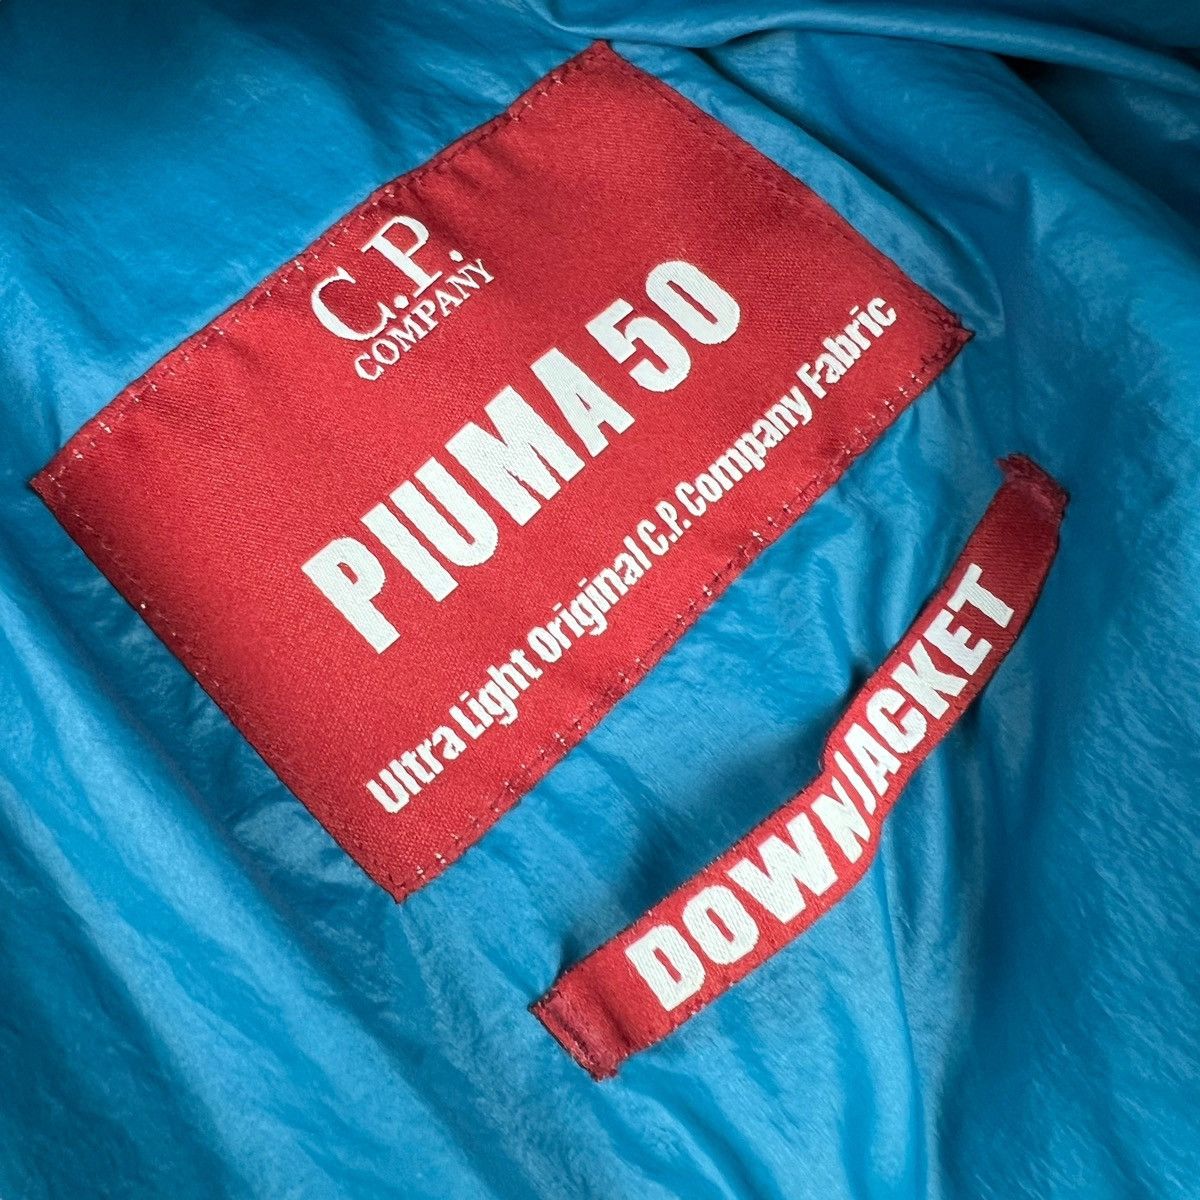 C.P.
COMPANY
PIUMA 50
Ultra Light Original C.P. Company Fabric
DOWN JACKET